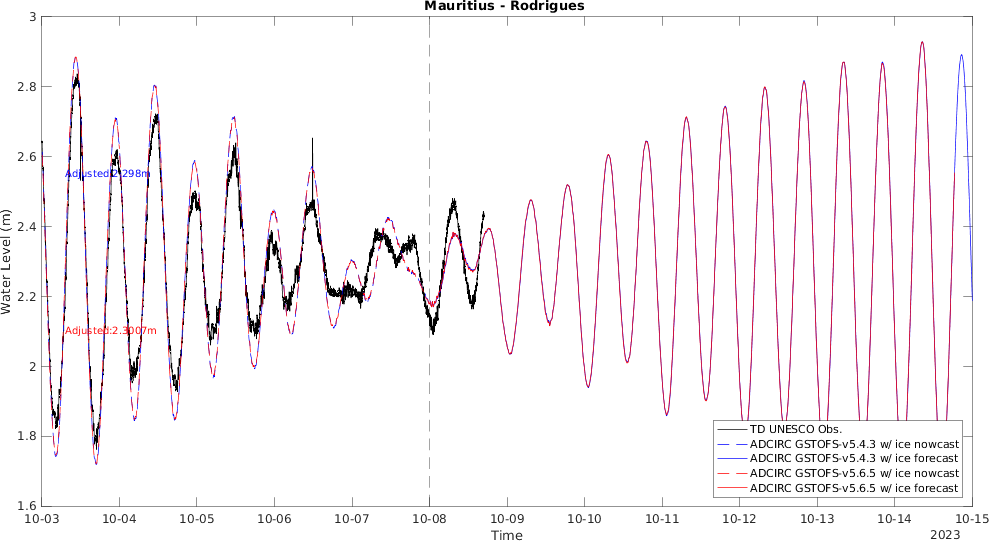 Mauritius - Rodrigues
3
2.8
2.6
2.4
2.2
2
1.8
1.6
Water Level (m)
Adjusted:2.298m
Adjusted:2.3007m
TD UNESCO Obs.
ADCIRC GSTOFS-v5.4.3 w/ ice nowcast
ADCIRC GSTOFS-v5.4.3 w/ ice forecast
ADCIRC GSTOFS-v5.6.5 w/ ice nowcast
ADCIRC GSTOFS-v5.6.5 w/ ice forecast
10-03 10-04 10-05 10-06 10-07 10-08 10-09 10-10 10-11 10-12 10-13 10-14 10-15
Time
2023